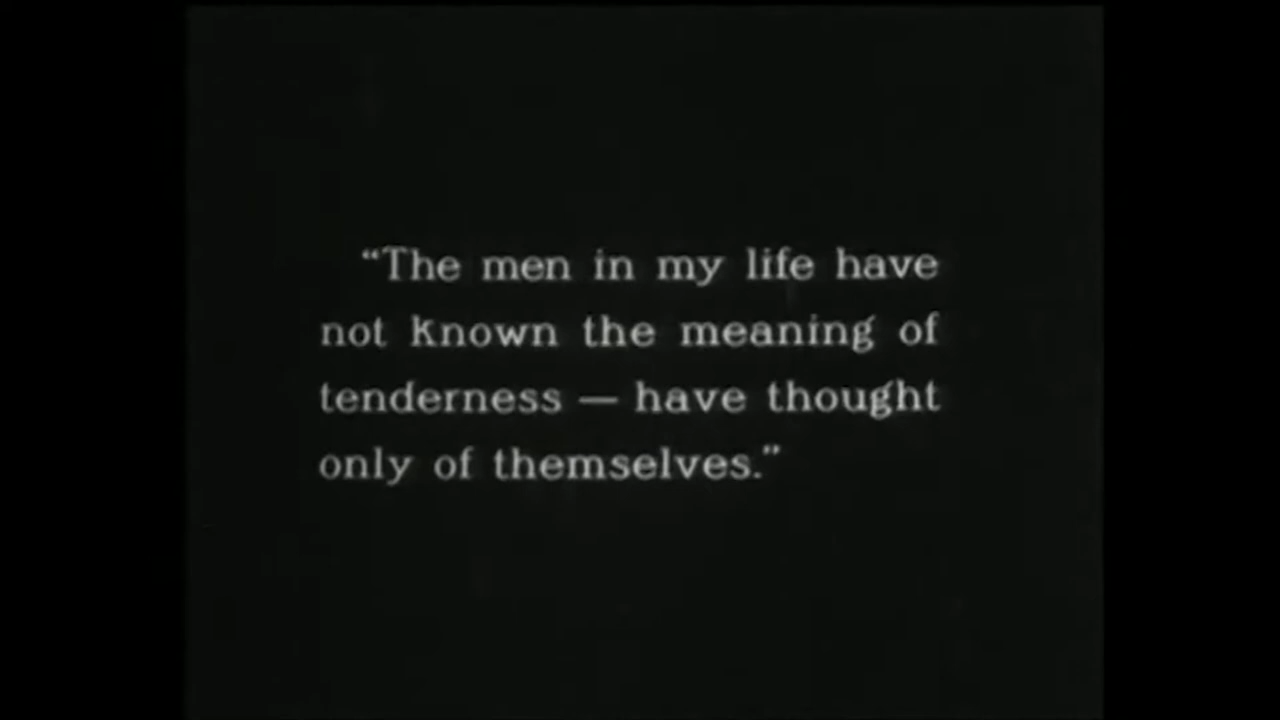 “The men in my life have
not known the meaning of
tenderness — have thought
only of themselves.”